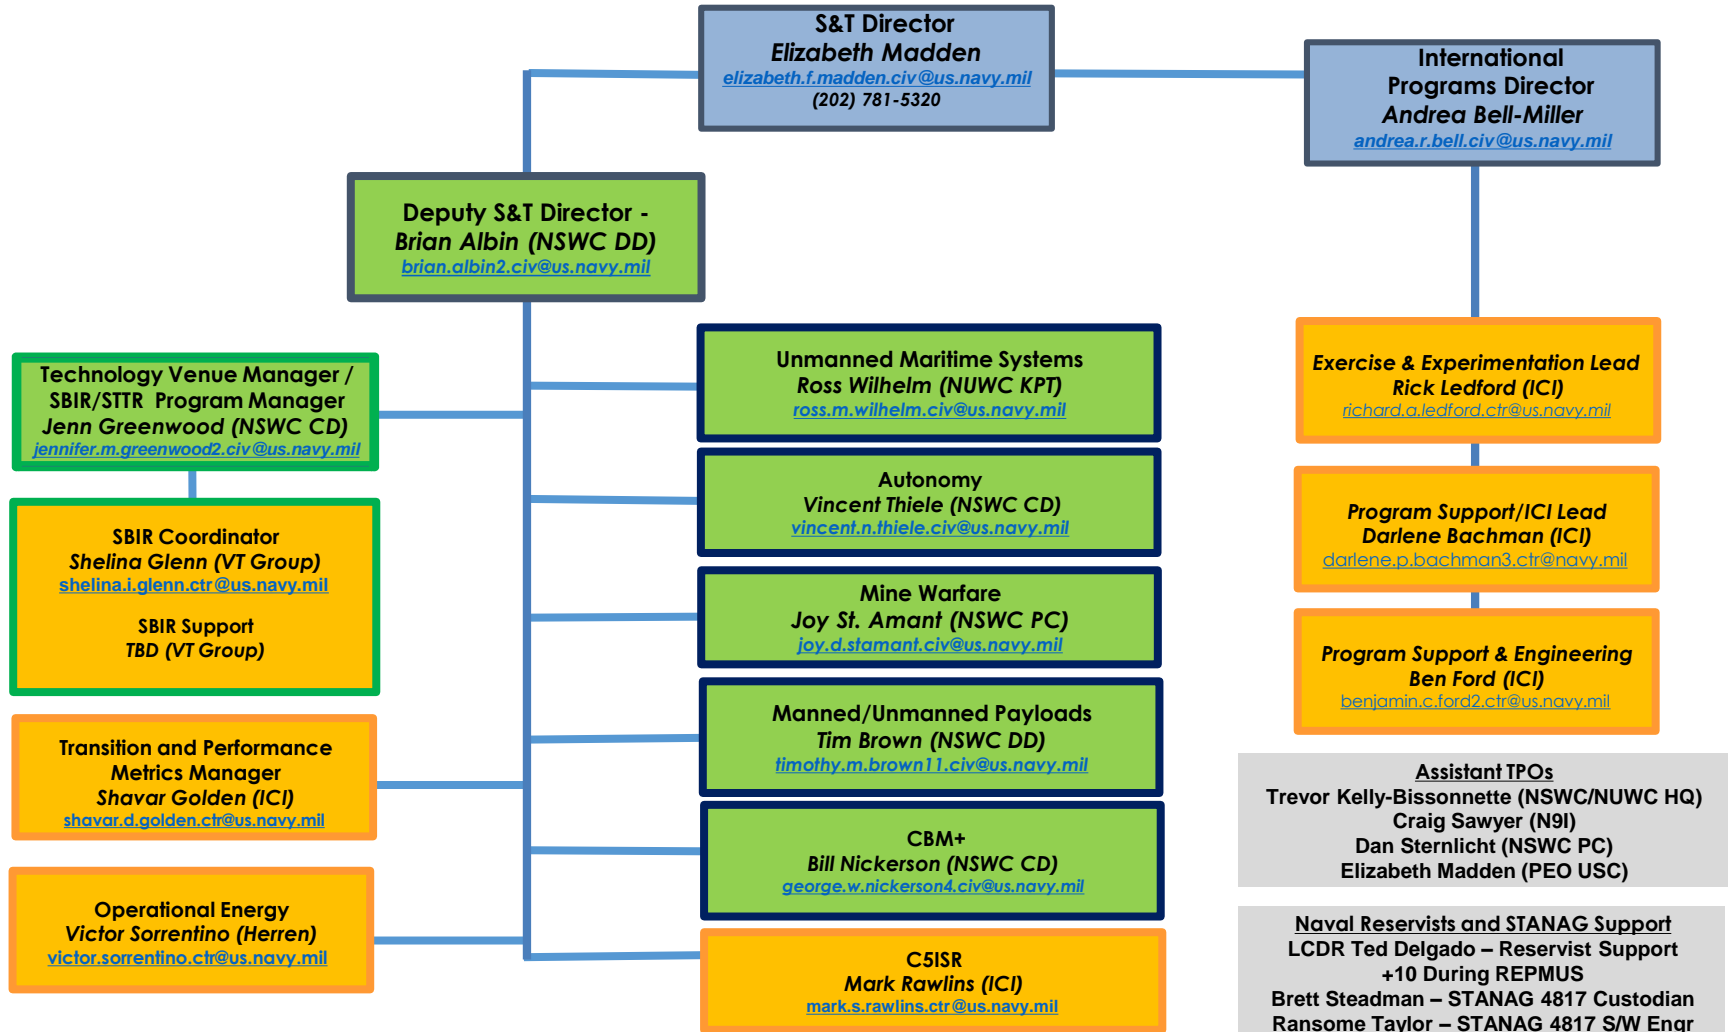 S&T Director
Elizabeth Madden
elizabeth.f.madden.civ@us.navy.mil
(202) 781-5320
International
Programs Director
Andrea Bell-Miller
andrea.r.bell.civ@us.navy.mil
Deputy S&T Director -
Brian Albin (NSWC DD)
brian.albin2.civ@us.navy.mil
Technology Venue Manager /
SBIR/STTR Program Manager
Jenn Greenwood (NSWC CD)
jennifer.m.greenwood2.civ@us.navy.mil
SBIR Coordinator
Shelina Glenn (VT Group)
shelina.i.glenn.ctr@us.navy.mil
SBIR Support
TBD (VT Group)
Transition and Performance
Metrics Manager
Shavar Golden (ICI)
shavar.d.golden.ctr@us.navy.mil
Operational Energy
Victor Sorrentino (Herren)
victor.sorrentino.ctr@us.navy.mil
Unmanned Maritime Systems
Ross Wilhelm (NUWC KPT)
ross.m.wilhelm.civ@us.navy.mil
Autonomy
Vincent Thiele (NSWC CD)
vincent.n.thiele.civ@us.navy.mil
Mine Warfare
Joy St. Amant (NSWC PC)
joy.d.stamant.civ@us.navy.mil
Manned/Unmanned Payloads
Tim Brown (NSWC DD)
timothy.m.brown11.civ@us.navy.mil
CBM+
Bill Nickerson (NSWC CD)
george.w.nickerson4.civ@us.navy.mil
C5ISR
Mark Rawlins (ICI)
mark.s.rawlins.ctr@us.navy.mil
Exercise & Experimentation Lead
Rick Ledford (ICI)
richard.a.ledford.ctr@us.navy.mil
Program Support/ICI Lead
Darlene Bachman (ICI)
darlene.p.bachman3.ctr@navy.mil
Program Support & Engineering
Ben Ford (ICI)
benjamin.c.ford2.ctr@us.navy.mil
Assistant TPOs
Trevor Kelly-Bissonnette (NSWC/NUWC HQ)
Craig Sawyer (N9I)
Dan Sternlicht (NSWC PC)
Elizabeth Madden (PEO USC)
Naval Reservists and STANAG Support
LCDR Ted Delgado – Reservist Support
+10 During REPMUS
Brett Steadman – STANAG 4817 Custodian
Ransome Taylor – STANAG 4817 S/W Engr